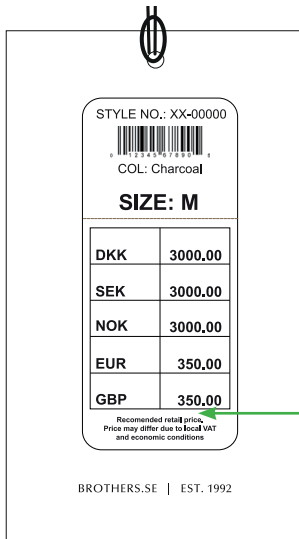 STYLE NO.: XX-00000
0 12345 67890 5
COL: Charcoal
SIZE: M
DKK 3000.00
SEK 3000.00
NOK 3000.00
EUR 350.00
GBP 350.00
Recomended retail price.
Price may differ due to local VAT
and economic conditions
BROTHERS.SE | EST. 1992